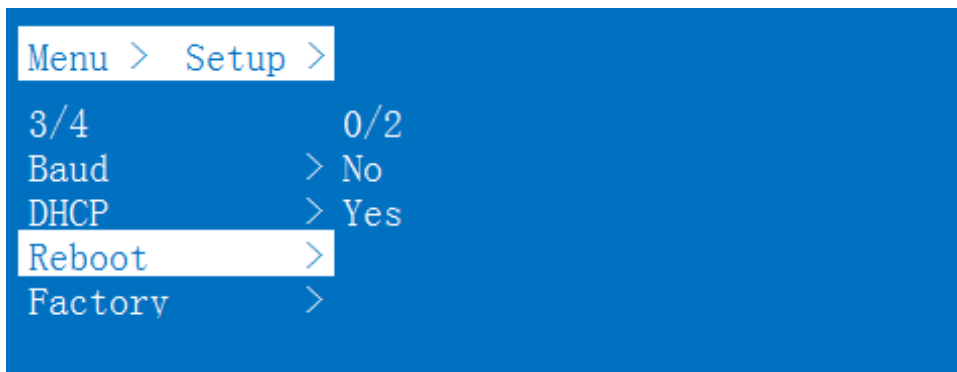 Menu > Setup >
3/4 0/2
Baud > No
DHCP > Yes
Reboot >
Factory >